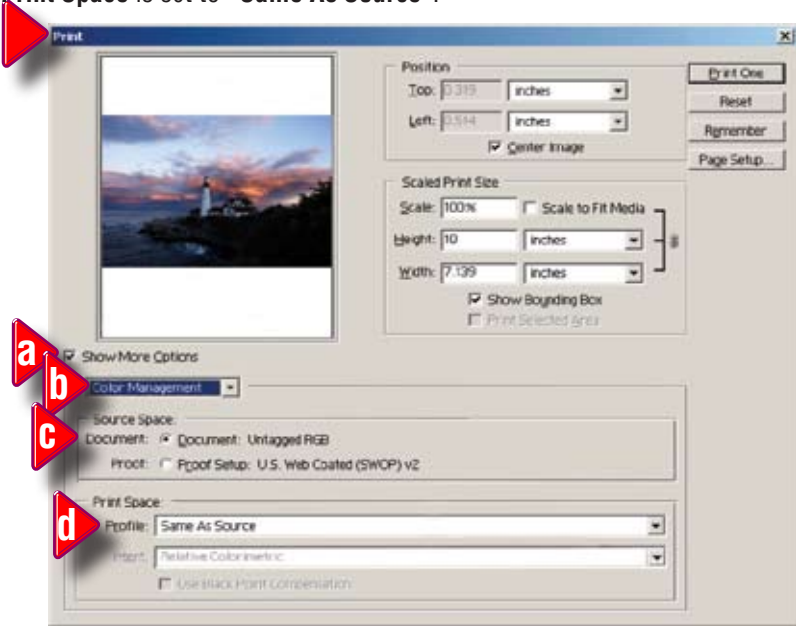 Print Space is set to "Same As Source".
Print
Position
Top: 0.319 inches
Left: 0.514 inches
Center Image
Print One
Reset
Remember
Page Setup...
Scaled Print Size
Scale: 100% Scale to Fit Media
Height: 10 inches
Width: 7.139 inches
Show Bounding Box
Print Selected Area
a
Show More Options
b
Color Management
Source Space:
c
Document: Document: Untagged RGB
Proof: Proof Setup: U.S. Web Coated (SWOP) v2
Print Space:
d
Profile: Same As Source
Intent: Relative Colorimetric
Use Black Point Compensation